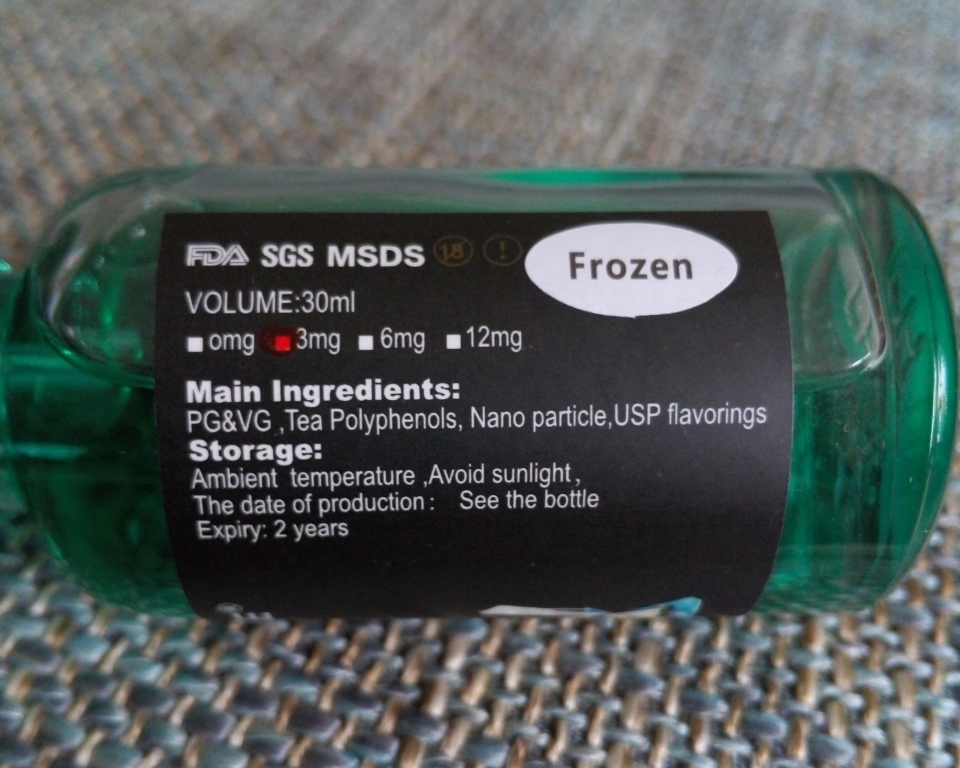 FDA SGS MSDS 18 !
Frozen
VOLUME:30ml
omg 3mg 6mg 12mg
Main Ingredients:
PG&VG ,Tea Polyphenols, Nano particle,USP flavorings
Storage:
Ambient temperature ,Avoid sunlight ,
The date of production : See the bottle
Expiry: 2 years